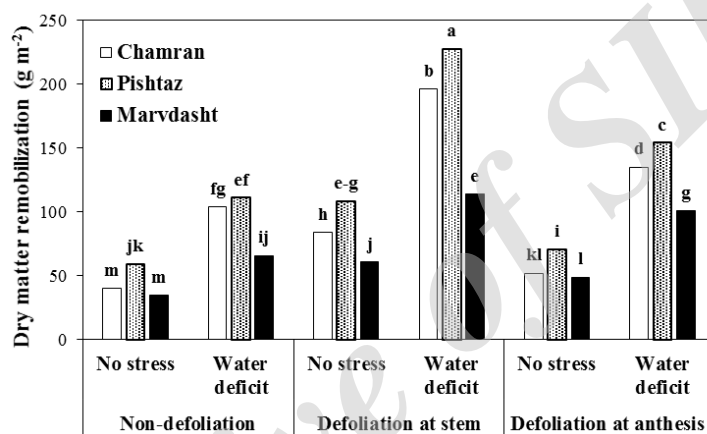 Dry matter remobilization (g m⁻²)
250
200
150
100
50
0
Chamran
Pishtaz
Marvdasht
m
jk
m
fg
ef
ij
h
e-g
j
b
a
e
kl
i
l
d
c
g
No stress
Water deficit
No stress
Water deficit
No stress
Water deficit
Non-defoliation
Defoliation at stem
Defoliation at anthesis